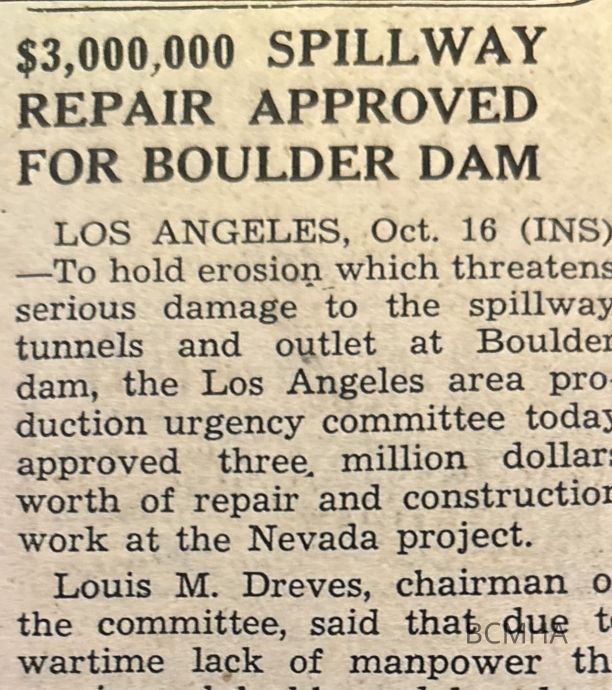 $3,000,000 SPILLWAY
REPAIR APPROVED
FOR BOULDER DAM
LOS ANGELES, Oct. 16 (INS)
—To hold erosion which threatens
serious damage to the spillway
tunnels and outlet at Boulder
dam, the Los Angeles area pro-
duction urgency committee today
approved three million dollars
worth of repair and construction
work at the Nevada project.
Louis M. Dreves, chairman o
the committee, said that due t
wartime lack of manpower th
BCMHA